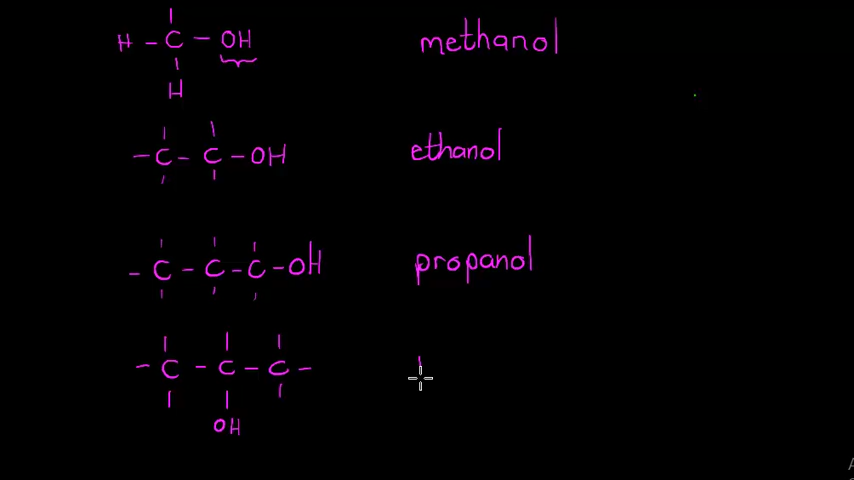 H - C - OH methanol
H
- C - C - OH ethanol
- C - C - C - OH propanol
- C - C - C -
OH